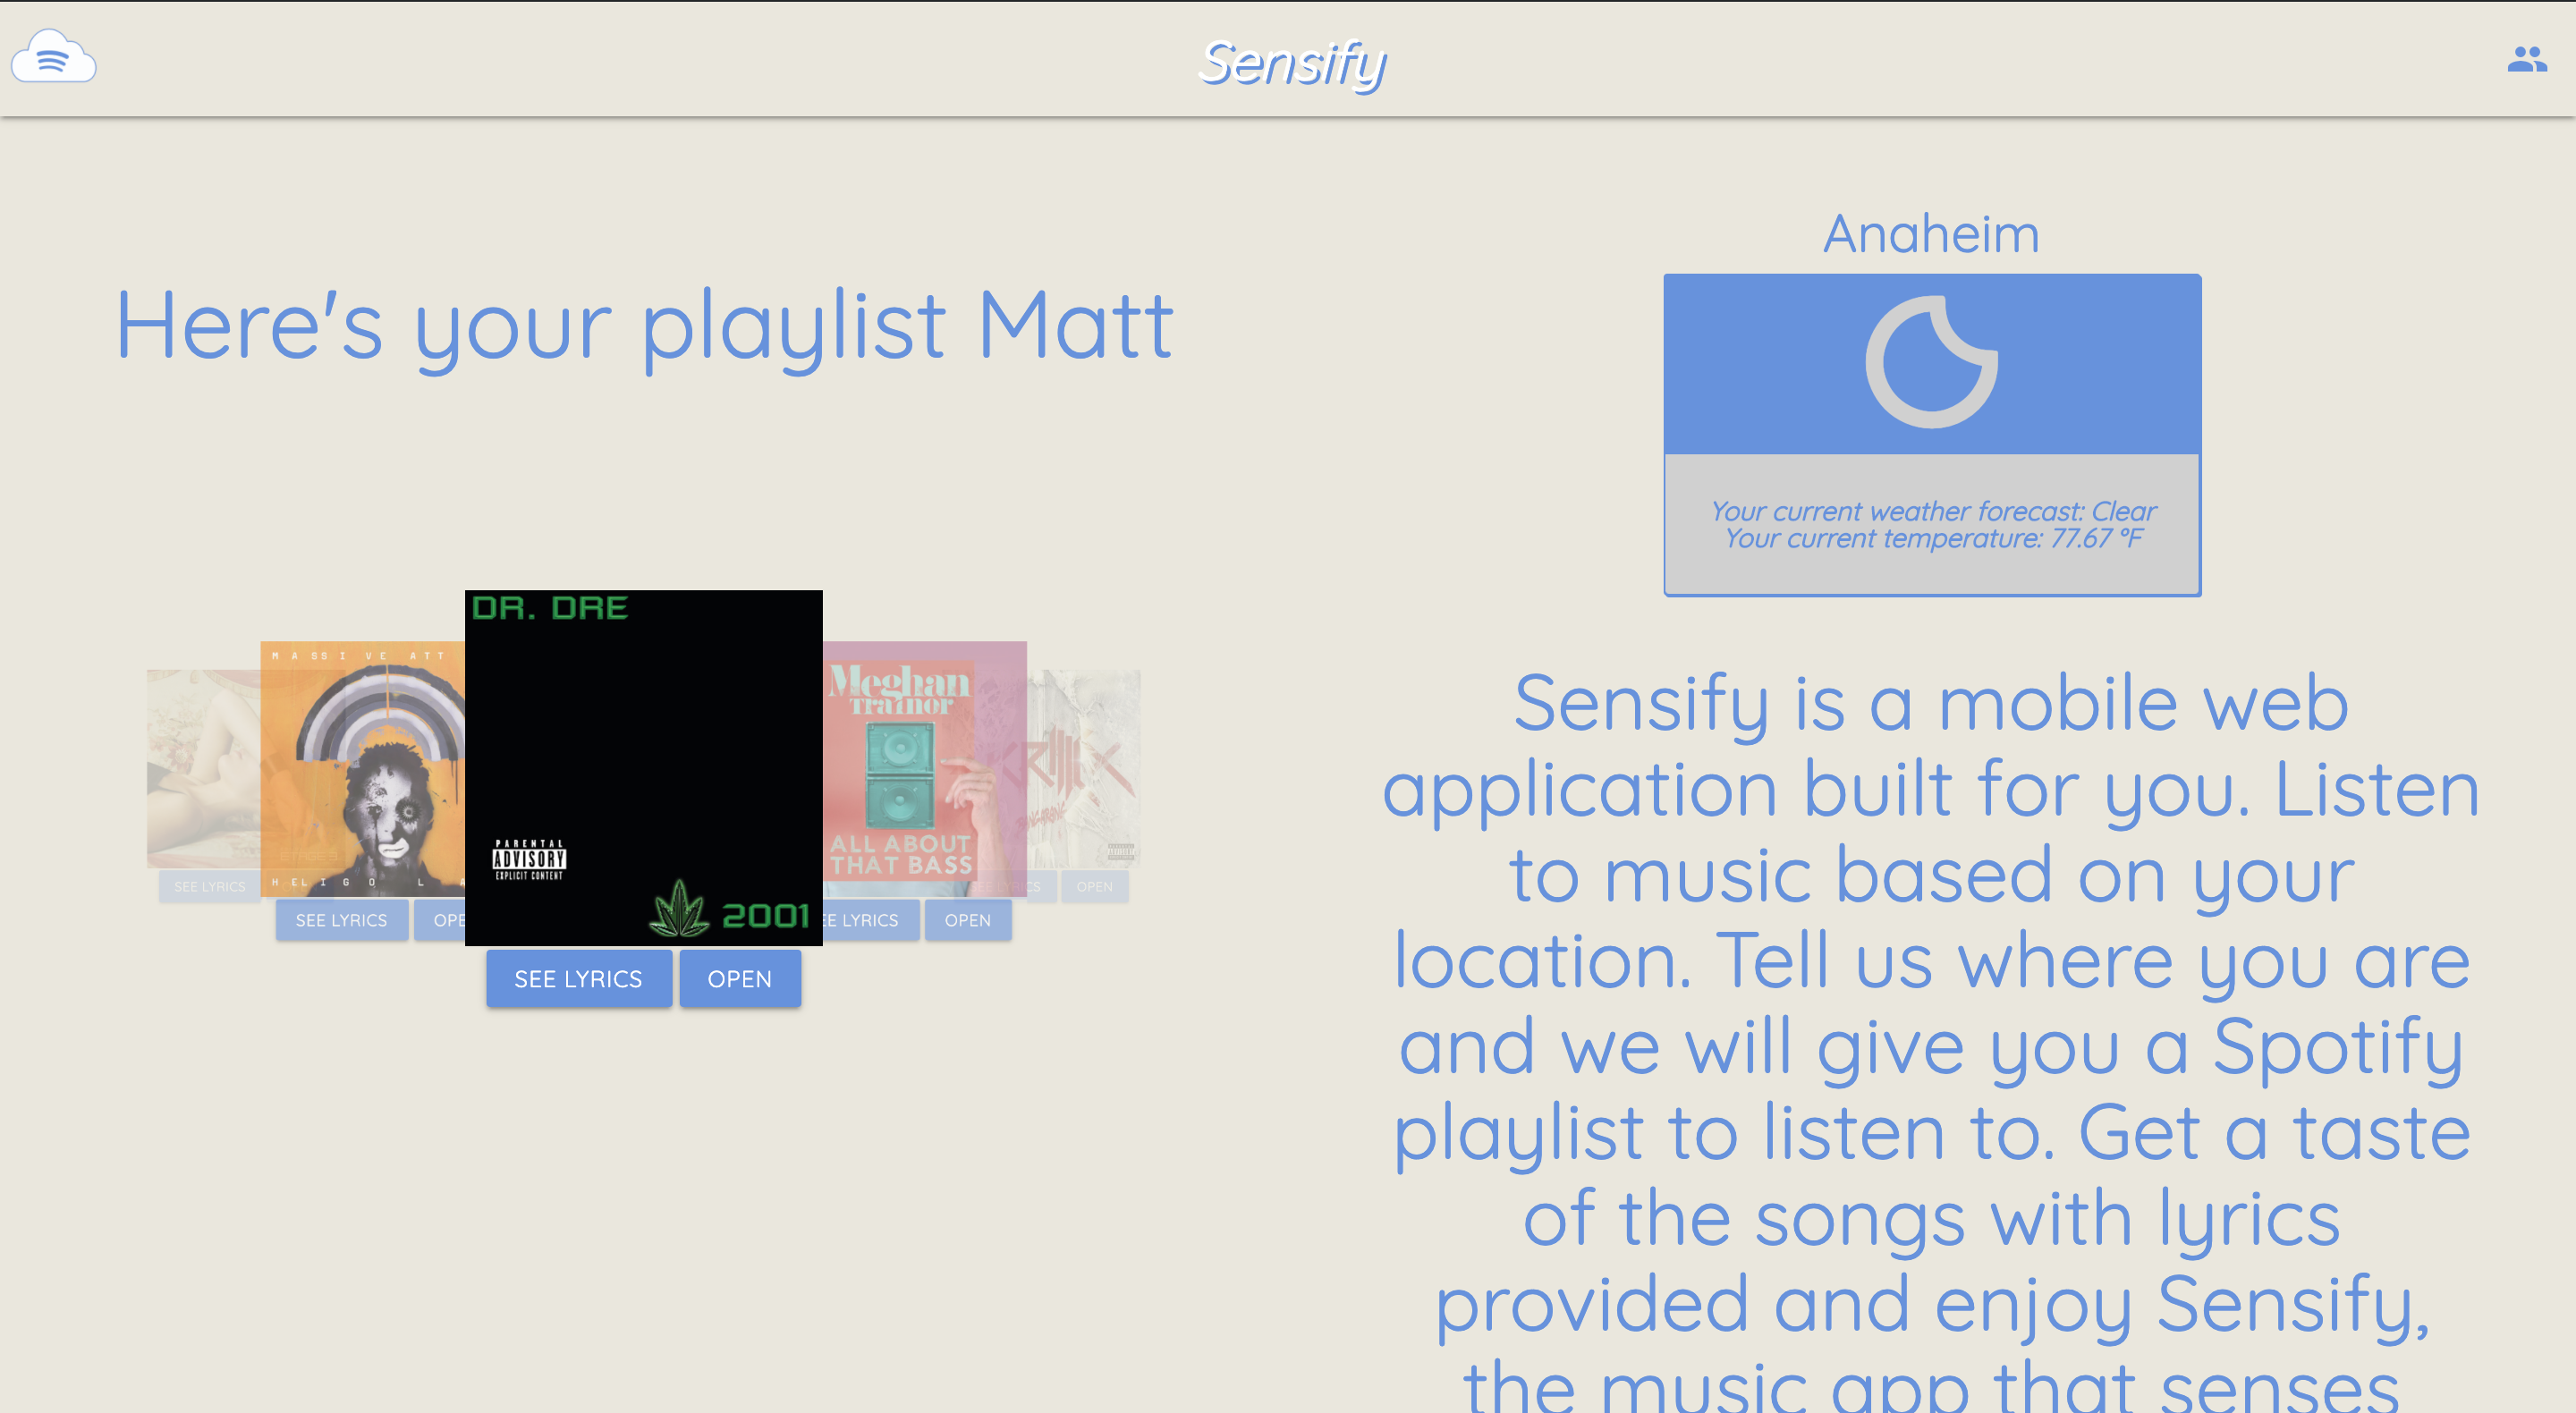 Sensify
Here's your playlist Matt
Anaheim
Your current weather forecast: Clear
Your current temperature: 77.67 °F
DR. DRE
PARENTAL
ADVISORY
EXPLICIT CONTENT
2001
SEE LYRICS OPEN
MASSIVE ATT
HELIGO L A
SEE LYRICS OPE
SEE LYRICS
Meghan
trainor
ALL ABOUT
THAT BASS
EE LYRICS OPEN
OPEN
Sensify is a mobile web
application built for you. Listen
to music based on your
location. Tell us where you are
and we will give you a Spotify
playlist to listen to. Get a taste
of the songs with lyrics
provided and enjoy Sensify,
the music app that senses